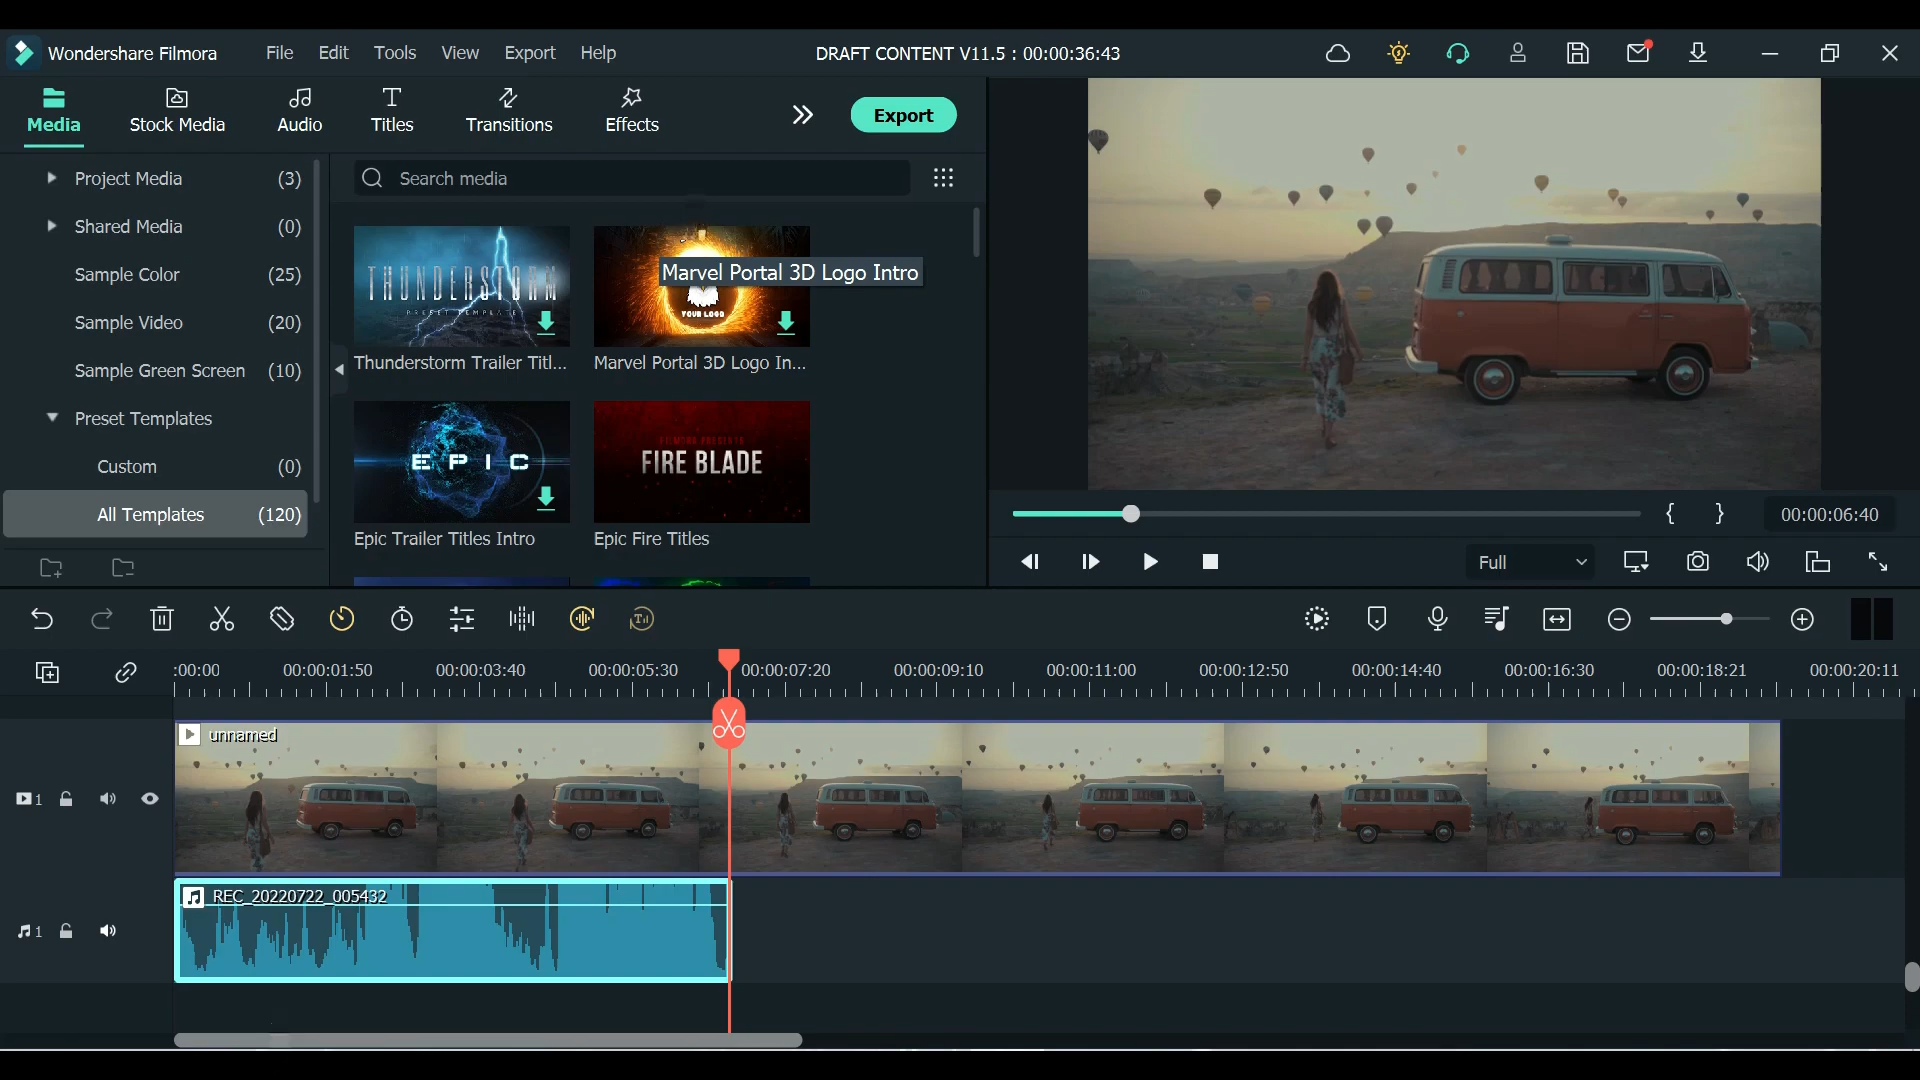 Wondershare Filmora
File Edit Tools View Export Help
DRAFT CONTENT V11.5 : 00:00:36:43
Media Stock Media Audio Titles Transitions Effects
Export
Project Media (3)
Shared Media (0)
Sample Color (25)
Sample Video (20)
Sample Green Screen (10)
Preset Templates
Custom (0)
All Templates (120)
Search media
THUNDERSTORM
PRESET TEMPLATE
YOUR LOGO
Marvel Portal 3D Logo Intro
Thunderstorm Trailer Titl...
Marvel Portal 3D Logo In...
EPIC
FIRE BLADE
Epic Trailer Titles Intro
Epic Fire Titles
{ }
00:00:06:40
Full
:00:00 00:00:01:50 00:00:03:40 00:00:05:30 00:00:07:20 00:00:09:10 00:00:11:00 00:00:12:50 00:00:14:40 00:00:16:30 00:00:18:21 00:00:20:11
unnamed
1
REC_20220722_005432
1